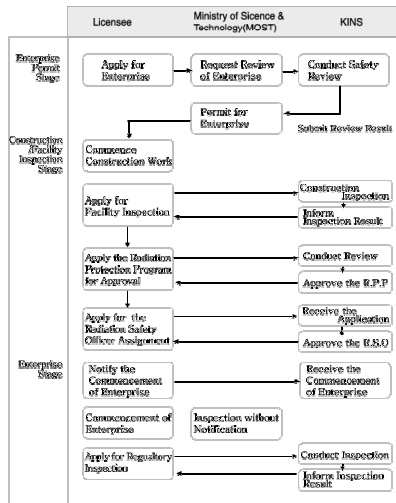 Licensee
Ministry of Sicence &
Technology(MOST)
KINS
Enterprise
Permit
Stage
Apply for
Enterprise
Request Review
of Enterprise
Conduct Safety
Review
Permit for
Enterprise
Submit Review Result
Construction
/Facility
Inspection
Stage
Commence
Construction Work
Apply for
Facility Inspection
Construction
Inspection
Inform
Inspection Result
Apply the Radiation
Protection Program
for Approval
Conduct Review
Approve the R.P.P
Apply for the
Radiation Safety
Officer Assignment
Receive the
Application
Approve the R.S.O
Enterprise
Stage
Notify the
Commencement
of Enterprise
Receive the
Commencement
of Enterprise
Commencement of
Enterprise
Inspection without
Notification
Apply for Regulatory
Inspection
Conduct Inspection
Inform Inspection
Result